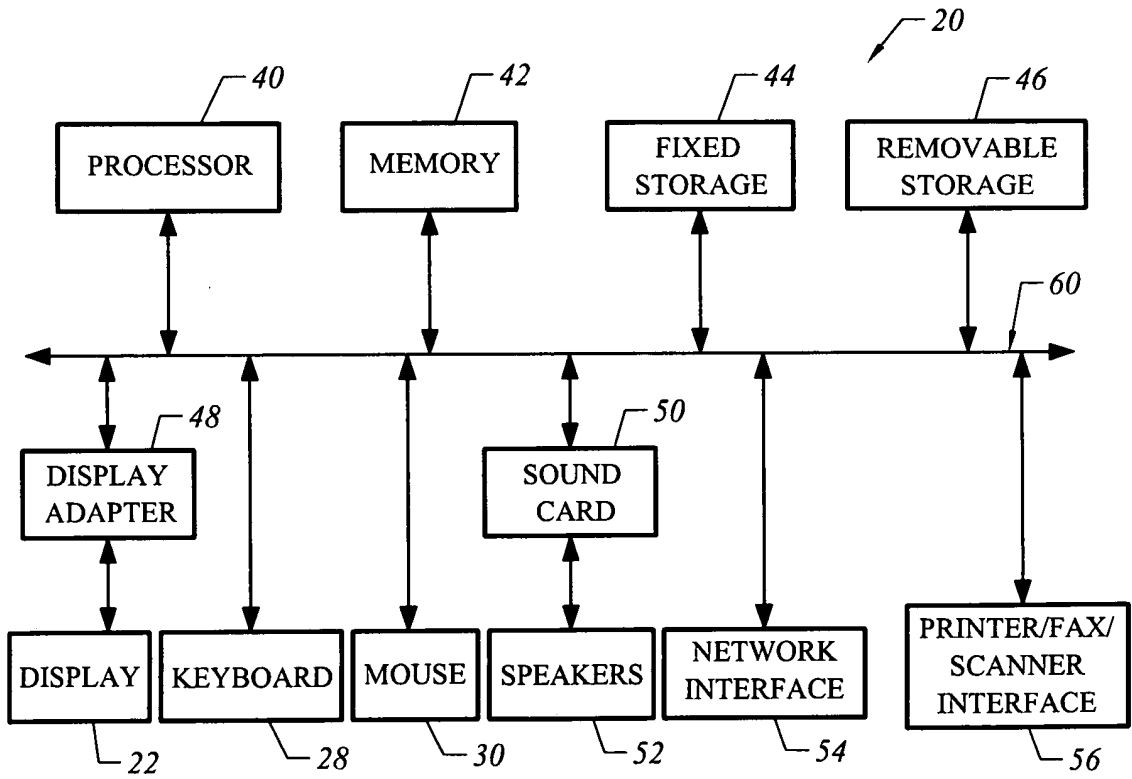 20
40
42
44
46
PROCESSOR
MEMORY
FIXED
STORAGE
REMOVABLE
STORAGE
60
48
50
DISPLAY
ADAPTER
SOUND
CARD
DISPLAY
KEYBOARD
MOUSE
SPEAKERS
NETWORK
INTERFACE
PRINTER/FAX/
SCANNER
INTERFACE
22
28
30
52
54
56